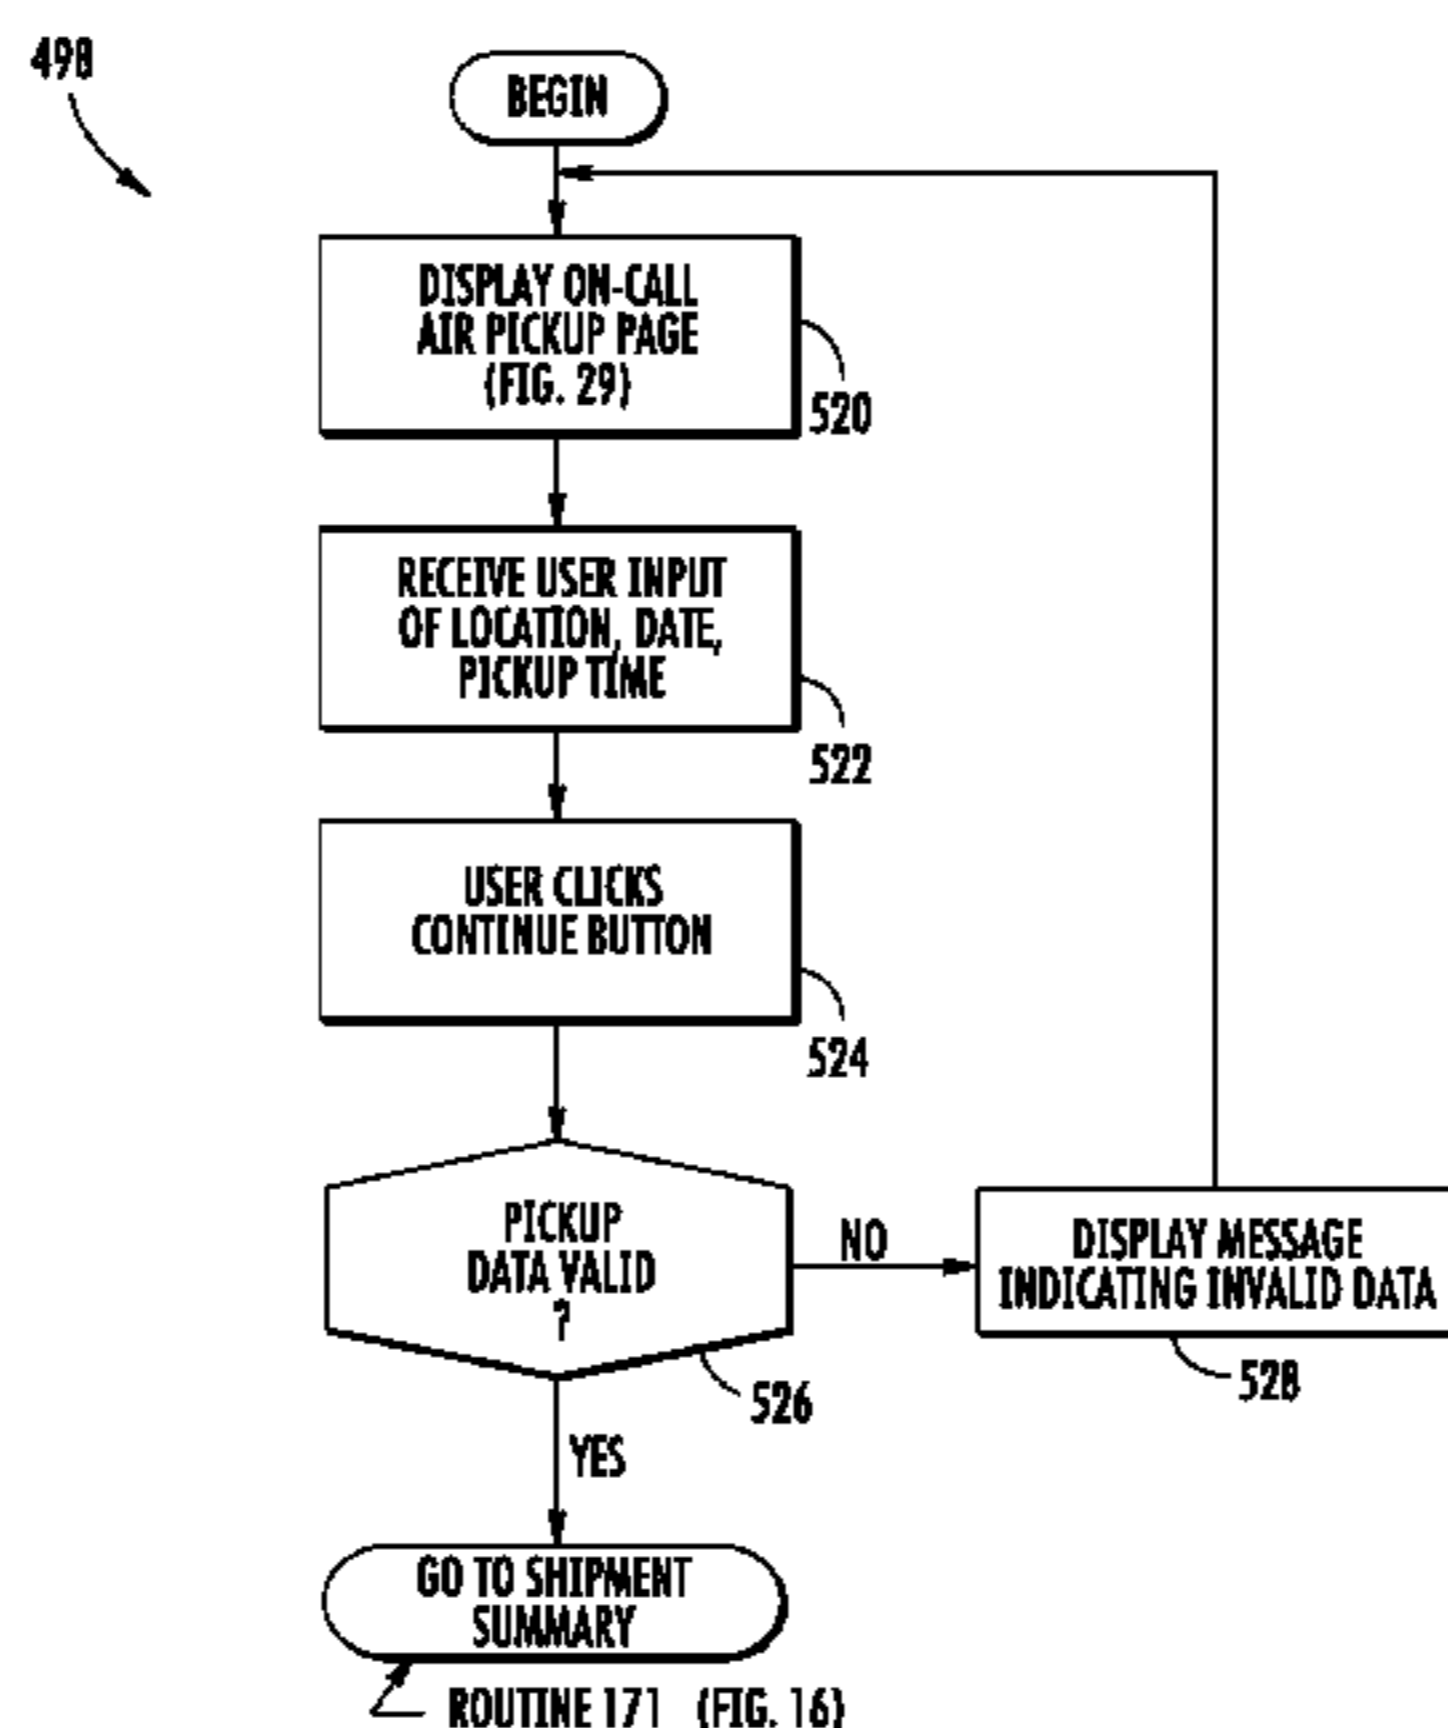 498
BEGIN
DISPLAY ON-CALL
AIR PICKUP PAGE
(FIG. 29)
520
RECEIVE USER INPUT
OF LOCATION, DATE,
PICKUP TIME
522
USER CLICKS
CONTINUE BUTTON
524
PICKUP
DATA VALID
?
526
NO
DISPLAY MESSAGE
INDICATING INVALID DATA
528
YES
GO TO SHIPMENT
SUMMARY
ROUTINE 171 (FIG. 16)